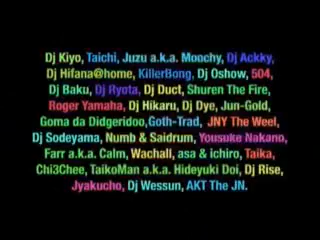 Dj Kiyo, Taichi, Juzu a.k.a. Moochy, Dj Ackky,
Dj Hifana@home, KillerBong, Dj Oshow, 504,
Dj Baku, Dj Ryota, Dj Duct, Shuren The Fire,
Roger Yamaha, Dj Hikaru, Dj Dye, Jun-Gold,
Goma da Didgeridoo,Goth-Trad, JNY The Weel,
Dj Sodeyama, Numb & Saidrum, Yousuke Nakano,
Farr a.k.a. Calm, Wachall, asa & ichiro, Taika,
Chi3Chee, TaikoMan a.k.a. Hideyuki Doi, Dj Rise,
Jyakucho, Dj Wessun, AKT The JN.